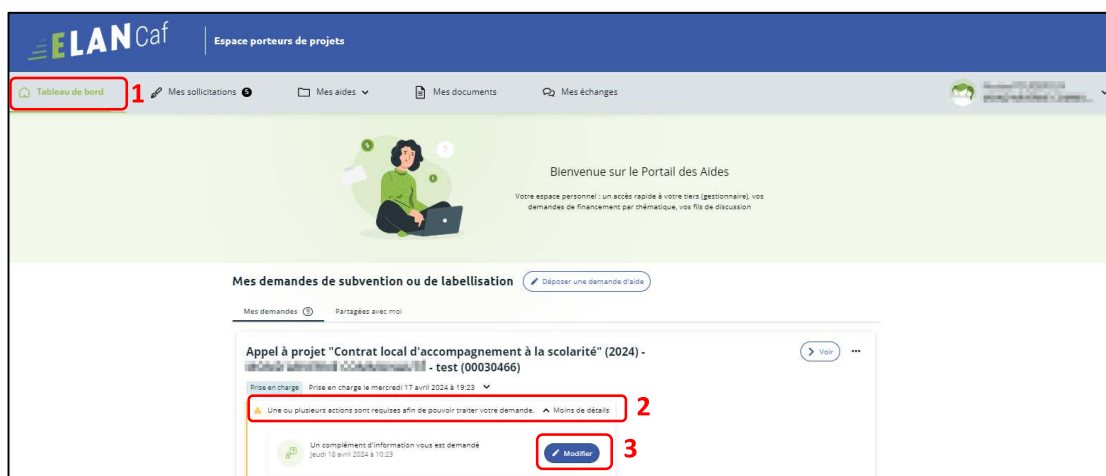 ELAN Caf
Espace porteurs de projets
Tableau de bord 1 Mes sollicitations 5 Mes aides Mes documents Mes échanges
Bienvenue sur le Portail des Aides
Votre espace personnel : un accès rapide à votre tiers (gestionnaire), vos
demandes de financement par thématique, vos fils de discussion
Mes demandes de subvention ou de labellisation Déposer une demande d'aide
Mes demandes 9 Partagées avec moi
Appel à projet "Contrat local d'accompagnement à la scolarité" (2024) - Voir ...
- test (00030466)
Prise en charge Prise en charge le mercredi 17 avril 2024 à 19:23
Une ou plusieurs actions sont requises afin de pouvoir traiter votre demande. Moins de détails 2
Un complément d'information vous est demandé
jeudi 18 avril 2024 à 10:23
Modifier 3